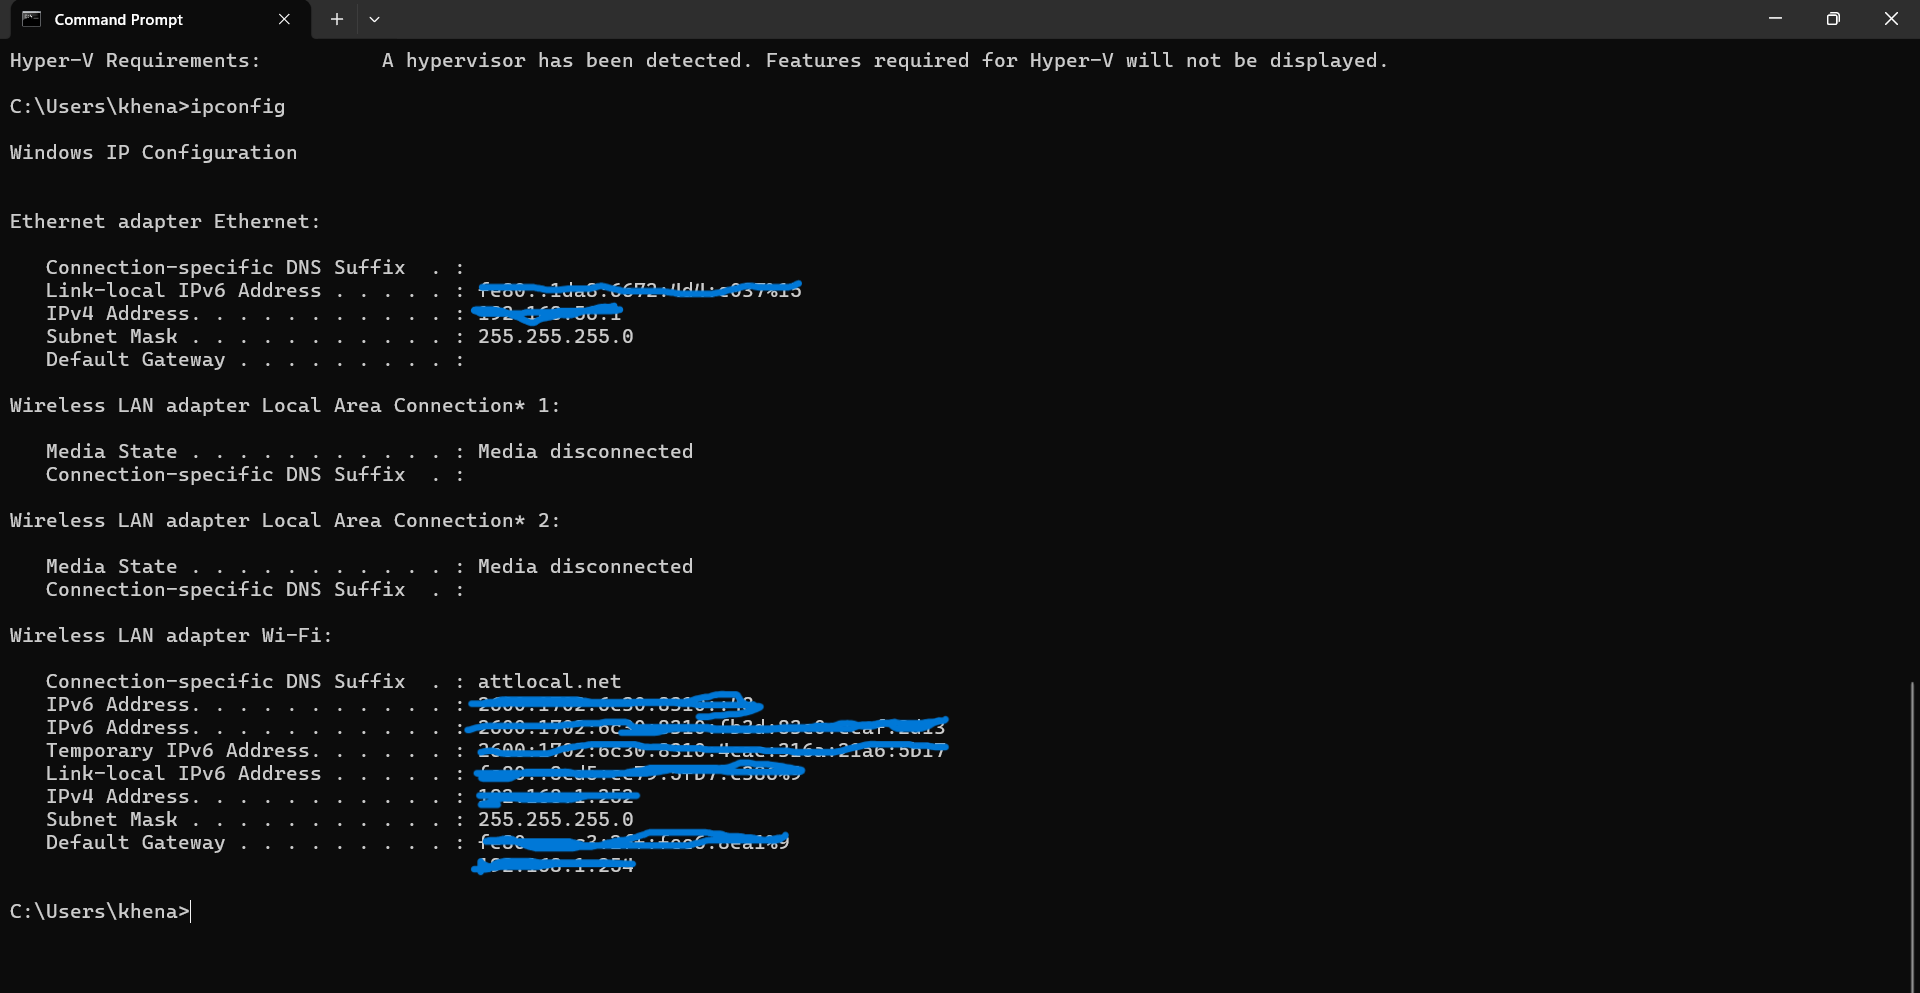 Command Prompt
Hyper-V Requirements: A hypervisor has been detected. Features required for Hyper-V will not be displayed.
C:\Users\khena>ipconfig
Windows IP Configuration
Ethernet adapter Ethernet:
Connection-specific DNS Suffix . :
Link-local IPv6 Address . . . . . :
IPv4 Address. . . . . . . . . . . :
Subnet Mask . . . . . . . . . . . : 255.255.255.0
Default Gateway . . . . . . . . . :
Wireless LAN adapter Local Area Connection* 1:
Media State . . . . . . . . . . . : Media disconnected
Connection-specific DNS Suffix . :
Wireless LAN adapter Local Area Connection* 2:
Media State . . . . . . . . . . . : Media disconnected
Connection-specific DNS Suffix . :
Wireless LAN adapter Wi-Fi:
Connection-specific DNS Suffix . : attlocal.net
IPv6 Address. . . . . . . . . . . :
IPv6 Address. . . . . . . . . . . :
Temporary IPv6 Address. . . . . . :
Link-local IPv6 Address . . . . . :
IPv4 Address. . . . . . . . . . . :
Subnet Mask . . . . . . . . . . . : 255.255.255.0
Default Gateway . . . . . . . . . :
C:\Users\khena>